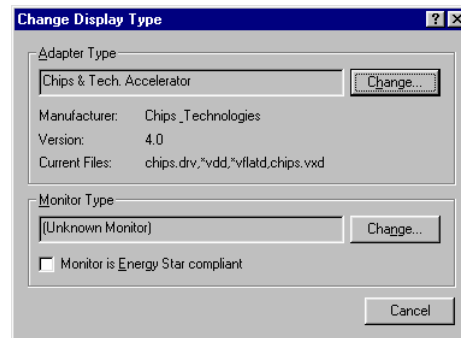 Change Display Type
Adapter Type
Chips & Tech. Accelerator
Change...
Manufacturer: Chips _Technologies
Version: 4.0
Current Files: chips.drv,*vdd,*vflatd,chips.vxd
Monitor Type
(Unknown Monitor)
Change...
Monitor is Energy Star compliant
Cancel